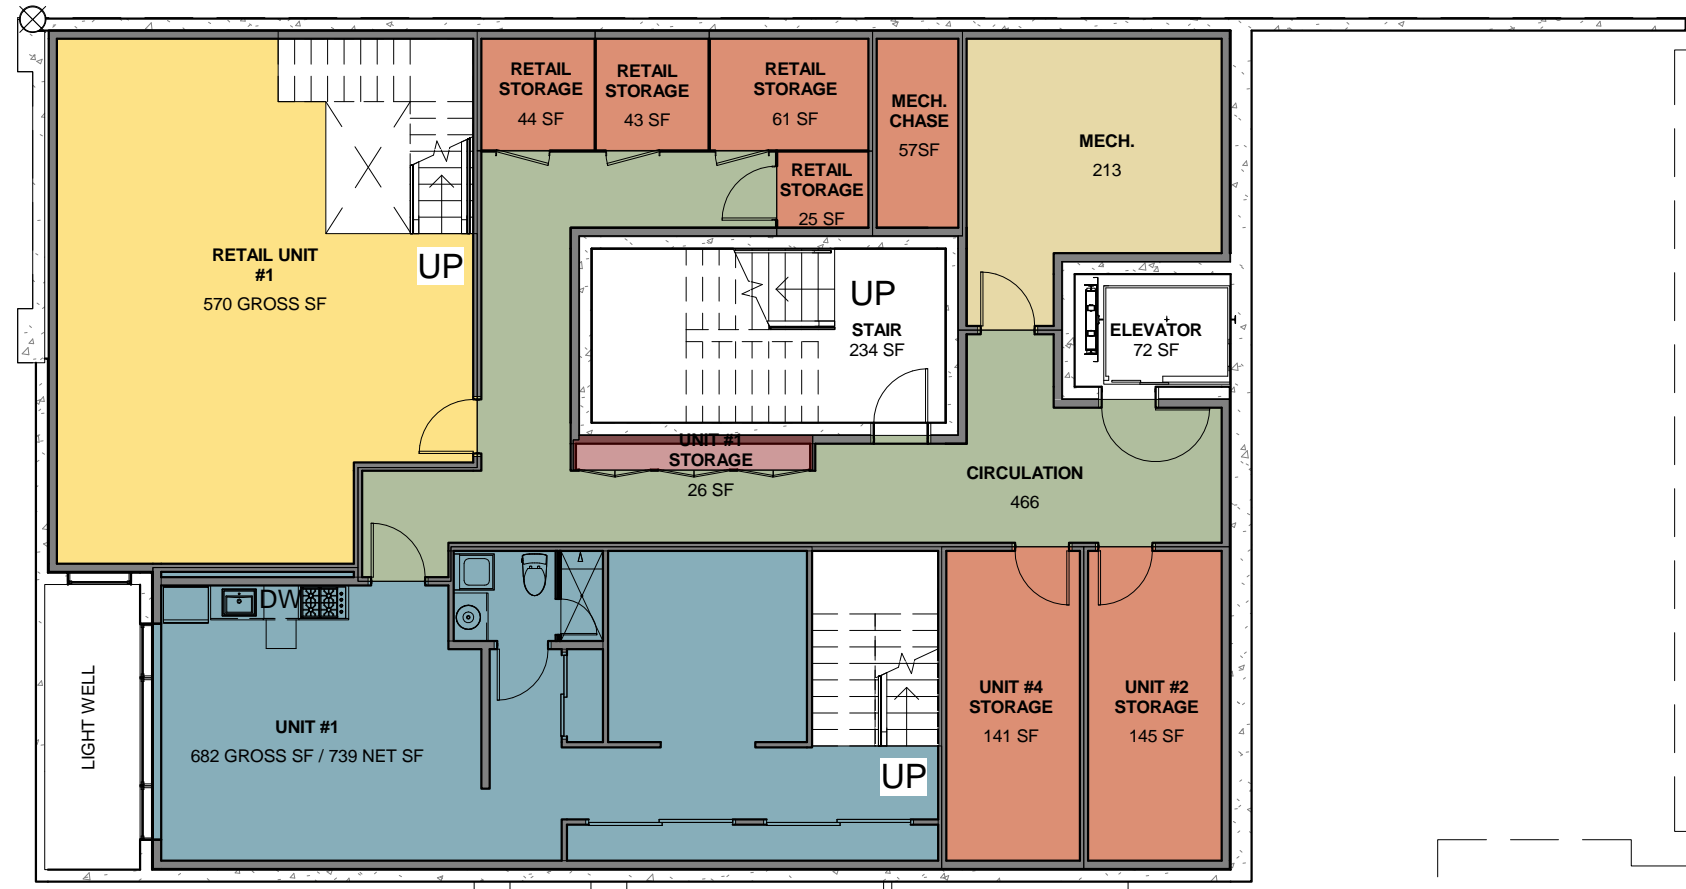 RETAIL
STORAGE
44 SF
RETAIL
STORAGE
43 SF
RETAIL
STORAGE
61 SF
MECH.
CHASE
57SF
MECH.
213
RETAIL
STORAGE
25 SF
RETAIL UNIT
#1
570 GROSS SF
UP
UP
STAIR
234 SF
ELEVATOR
72 SF
UNIT #1
STORAGE
26 SF
CIRCULATION
466
DW
LIGHT WELL
UNIT #1
682 GROSS SF / 739 NET SF
UP
UNIT #4
STORAGE
141 SF
UNIT #2
STORAGE
145 SF